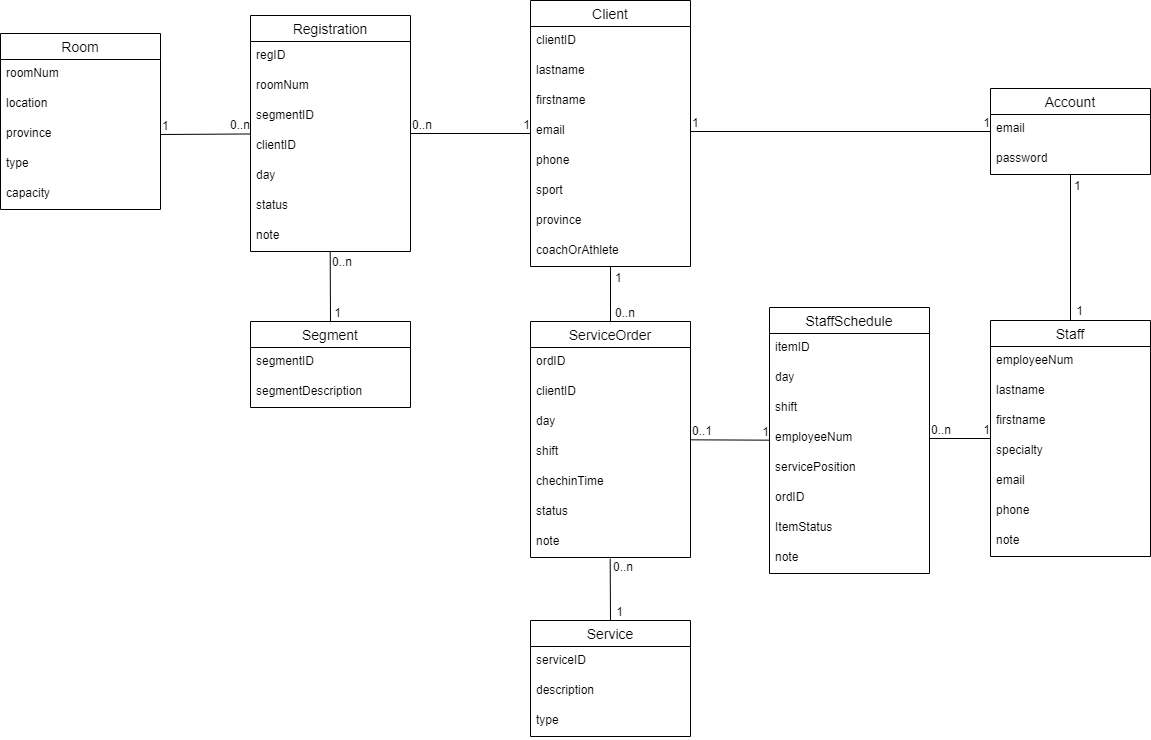 Room
roomNum
location
province
type
capacity
1
0..n
Registration
regID
roomNum
segmentID
clientID
day
status
note
0..n
1
0..n
1
Segment
segmentID
segmentDescription
Client
clientID
lastname
firstname
email
phone
sport
province
coachOrAthlete
1
1
1
0..n
Account
email
password
1
1
ServiceOrder
ordID
clientID
day
shift
chechinTime
status
note
0..1
1
0..n
1
StaffSchedule
itemID
day
shift
employeeNum
servicePosition
ordID
ItemStatus
note
0..n
1
Staff
employeeNum
lastname
firstname
specialty
email
phone
note
Service
serviceID
description
type